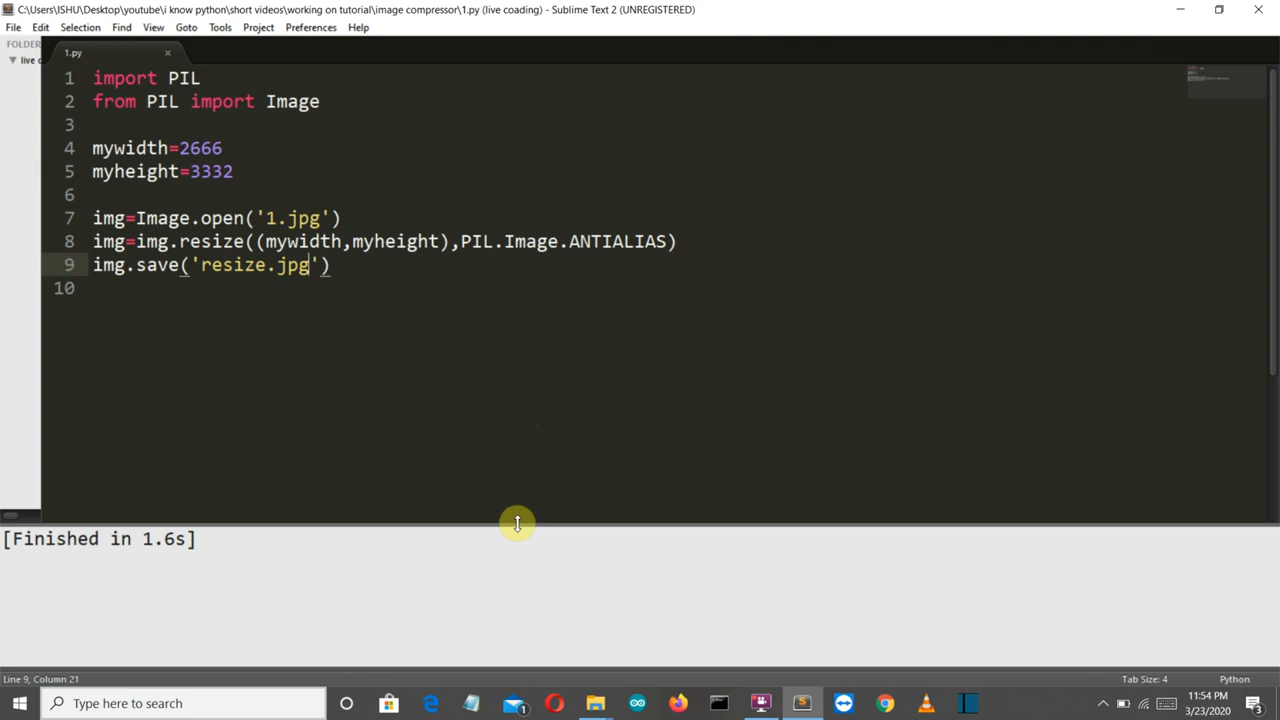 C:\Users\ISHU\Desktop\youtube\i know python\short videos\working on tutorial\image compressor\1.py (live coading) - Sublime Text 2 (UNREGISTERED)
File Edit Selection Find View Goto Tools Project Preferences Help
FOLDER
live c
1.py ×
1 import PIL
2 from PIL import Image
3
4 mywidth=2666
5 myheight=3332
6
7 img=Image.open('1.jpg')
8 img=img.resize((mywidth,myheight),PIL.Image.ANTIALIAS)
9 img.save('resize.jpg')
10
[Finished in 1.6s]
Line 9, Column 21 Tab Size: 4 Python
Type here to search
1
11:54 PM
3/23/2020
3